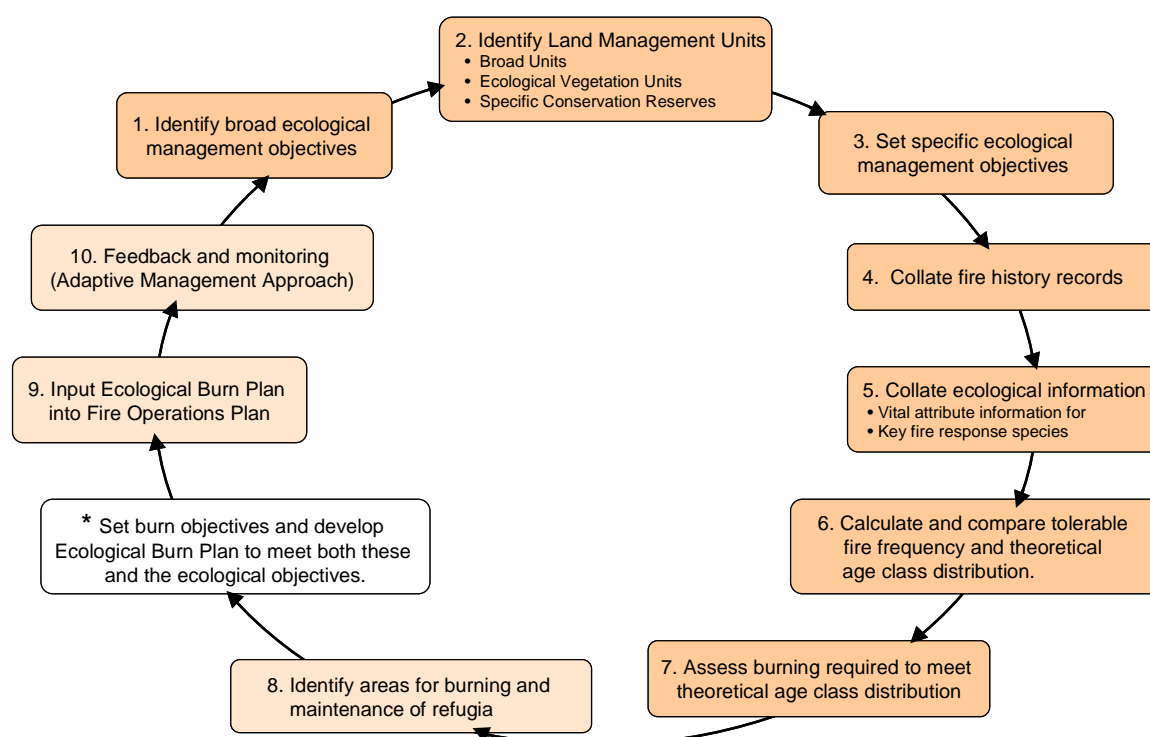 1. Identify broad ecological
management objectives
2. Identify Land Management Units
• Broad Units
• Ecological Vegetation Units
• Specific Conservation Reserves
3. Set specific ecological
management objectives
4. Collate fire history records
5. Collate ecological information
• Vital attribute information for
• Key fire response species
6. Calculate and compare tolerable
fire frequency and theoretical
age class distribution.
7. Assess burning required to meet
theoretical age class distribution
8. Identify areas for burning and
maintenance of refugia
* Set burn objectives and develop
Ecological Burn Plan to meet both these
and the ecological objectives.
9. Input Ecological Burn Plan
into Fire Operations Plan
10. Feedback and monitoring
(Adaptive Management Approach)